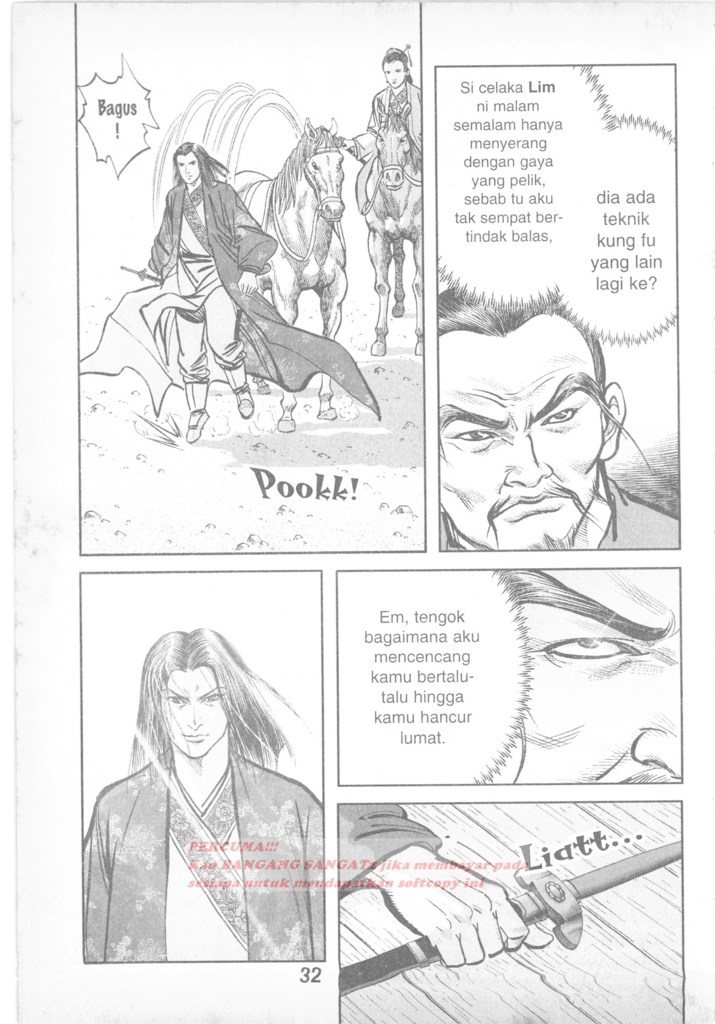 Bagus
!
Pookk!
Si celaka Lim
ni malam
semalam hanya
menyerang
dengan gaya
yang pelik,
sebab tu aku
tak sempat ber-
tindak balas,
dia ada
teknik
kung fu
yang lain
lagi ke?
Em, tengok
bagaimana aku
mencencang
kamu bertalu-
talu hingga
kamu hancur
lumat.
Liatt...
PERCUMA!!!
Kau BANGANG SANGAT2 jika membayar pada
sesiapa untuk mendapatkan softcopy ini
32